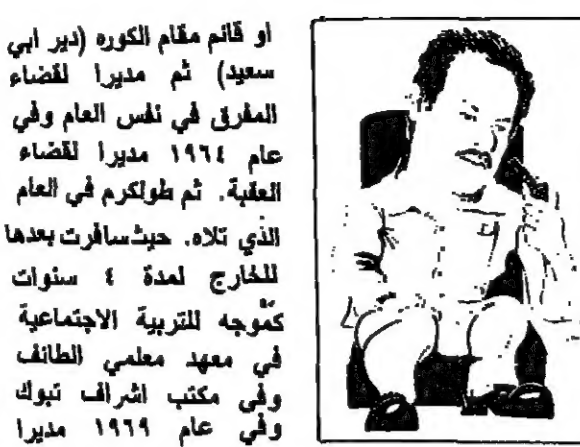 او قائم مقام الكوره (دير ابي
سعيد) ثم مديرا لقضاء
المفرق في نفس العام وفي
عام ١٩٦٤ مديرا لقضاء
العقبة. ثم طولكرم في العام
الذي تلاه. حيث سافرت بعدها
للخارج لمدة ٤ سنوات
كموجه للتربية الاجتماعية
في معهد معلمي الطائف
وفي مكتب اشراف تبوك
وفي عام ١٩٦٩ مديرا